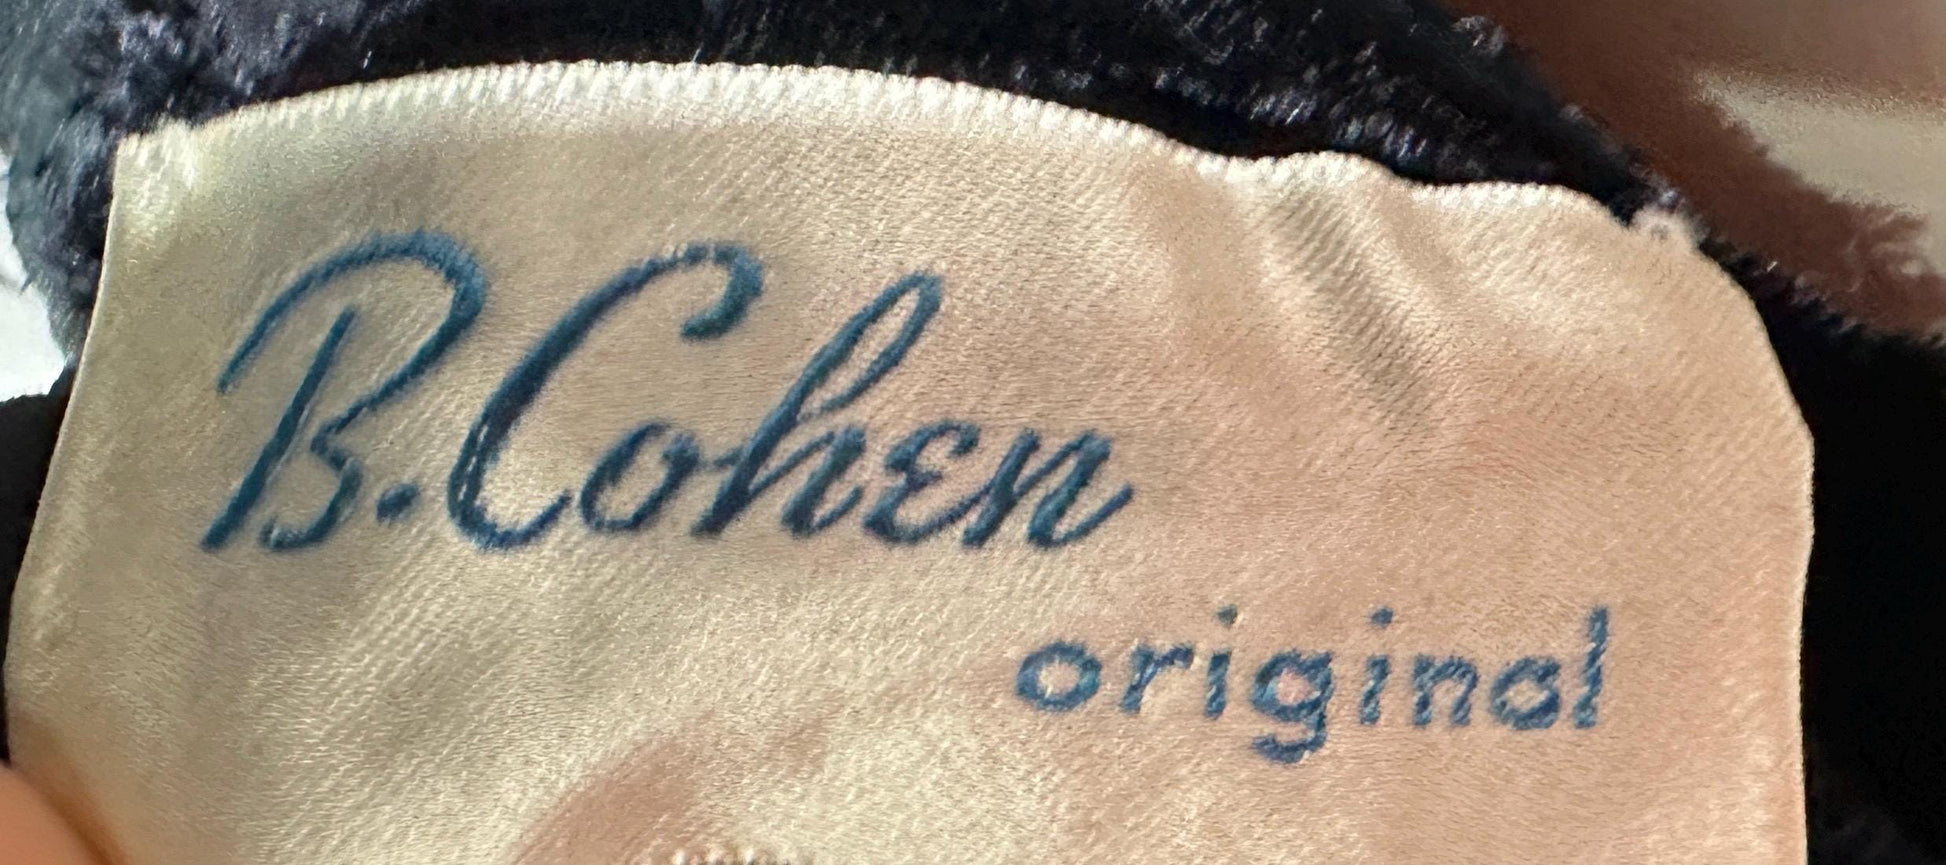 B. Cohen
original